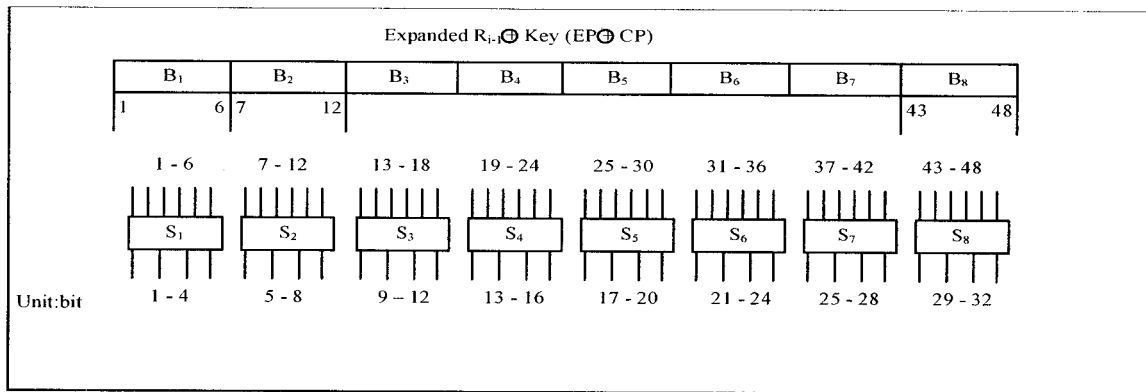 Expanded Ri-1⊕ Key (EP⊕ CP)
B1 B2 B3 B4 B5 B6 B7 B8
1 6 7 12 43 48
1 - 6 7 - 12 13 - 18 19 - 24 25 - 30 31 - 36 37 - 42 43 - 48
S1 S2 S3 S4 S5 S6 S7 S8
Unit:bit 1 - 4 5 - 8 9 – 12 13 - 16 17 - 20 21 - 24 25 - 28 29 - 32